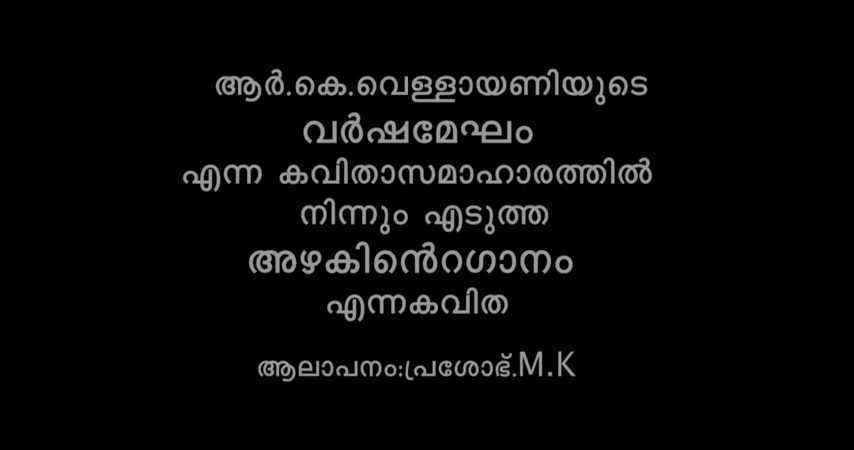 ആർ.കെ.വെള്ളായണിയുടെ
വർഷമേഘം
എന്ന കവിതാസമാഹാരത്തിൽ
നിന്നും എടുത്ത
അഴകിൻെറഗാനം
എന്നകവിത
ആലാപനം:പ്രശോഭ്.M.K